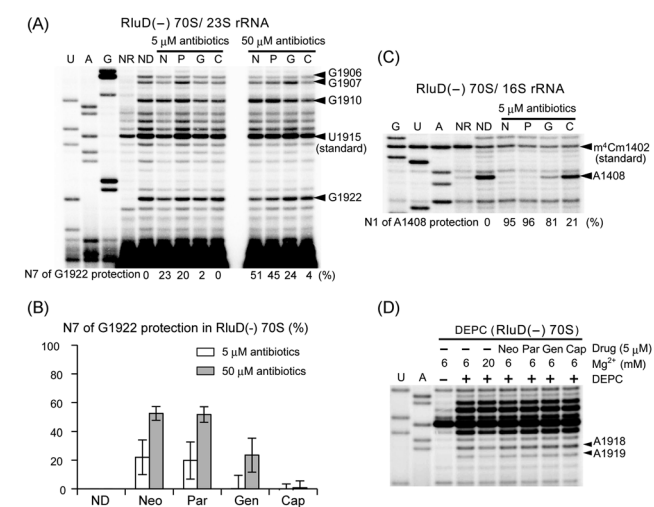 (A)
RluD(−) 70S/ 23S rRNA
5 μM antibiotics 50 μM antibiotics
U A G NR ND N P G C N P G C
G1906
G1907
G1910
U1915
(standard)
G1922
N7 of G1922 protection 0 23 20 2 0 51 45 24 4 (%)
(C)
RluD(−) 70S/ 16S rRNA
5 μM antibiotics
G U A NR ND N P G C
m⁴Cm1402
(standard)
A1408
N1 of A1408 protection 0 95 96 81 21 (%)
(B)
N7 of G1922 protection in RluD(-) 70S (%)
100
80
60
40
20
0
5 μM antibiotics
50 μM antibiotics
ND Neo Par Gen Cap
(D)
DEPC (RluD(−) 70S)
− − − Neo Par Gen Cap Drug (5 μM)
6 6 20 6 6 6 6 Mg²⁺ (mM)
U A − + + + + + + DEPC
A1918
A1919